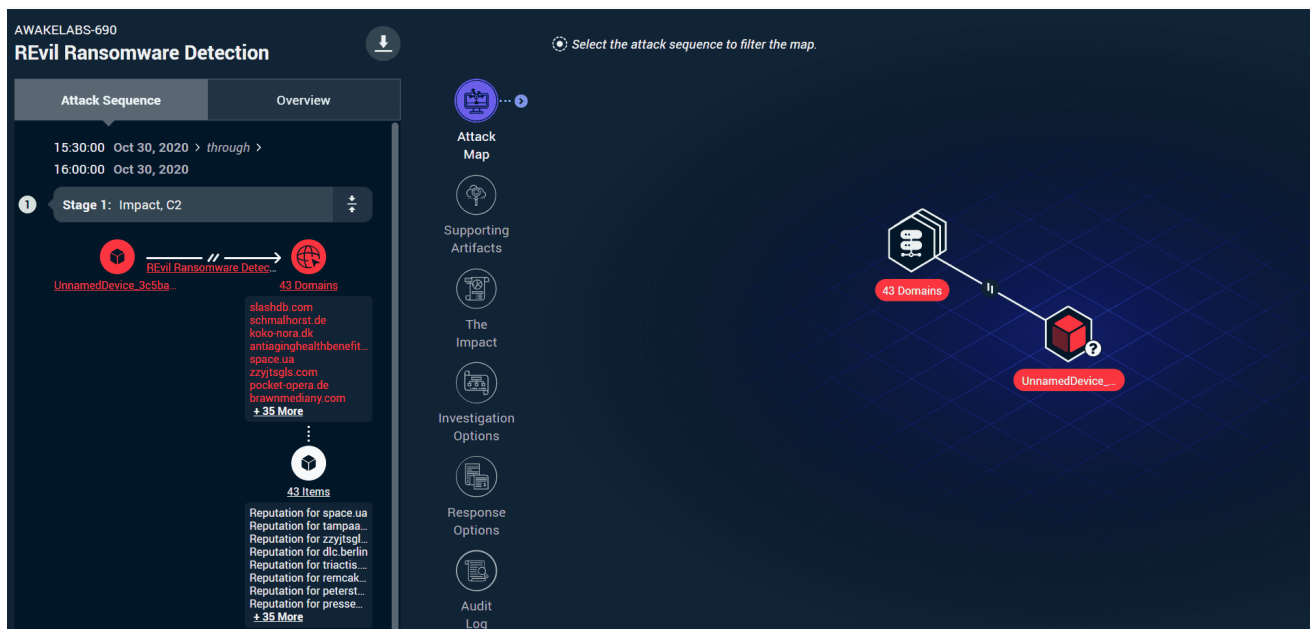 AWAKELABS-690
REvil Ransomware Detection
Select the attack sequence to filter the map.
Attack Sequence
Overview
15:30:00 Oct 30, 2020 > through >
16:00:00 Oct 30, 2020
1
Stage 1: Impact, C2
REvil Ransomware Detec...
UnnamedDevice_3c5ba...
43 Domains
slashdb.com
schmalhorst.de
koko-nora.dk
antiaginghealthbenefit...
space.ua
zzyjtsgls.com
pocket-opera.de
brawnmediany.com
+ 35 More
43 Items
Reputation for space.ua
Reputation for tampaa...
Reputation for zzyjtsgl...
Reputation for dlc.berlin
Reputation for triactis....
Reputation for remcak...
Reputation for peterst...
Reputation for presse...
+ 35 More
Attack
Map
Supporting
Artifacts
The
Impact
Investigation
Options
Response
Options
Audit
Log
43 Domains
?
UnnamedDevice_...